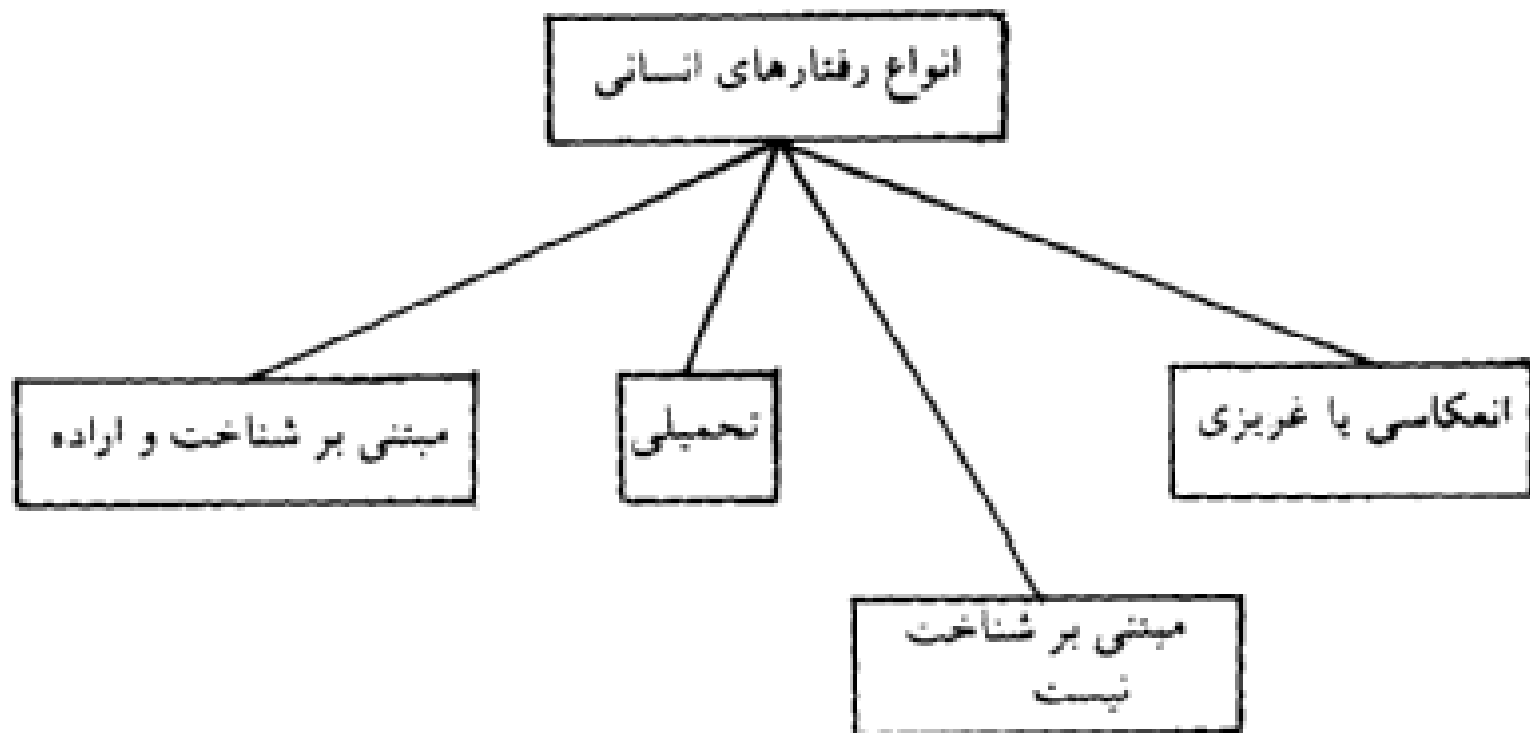 انواع رفتارهای انسانی
انعکاسی یا غریزی
تحمیلی
مبتنی بر شناخت و اراده
مبتنی بر شناخت
نیست